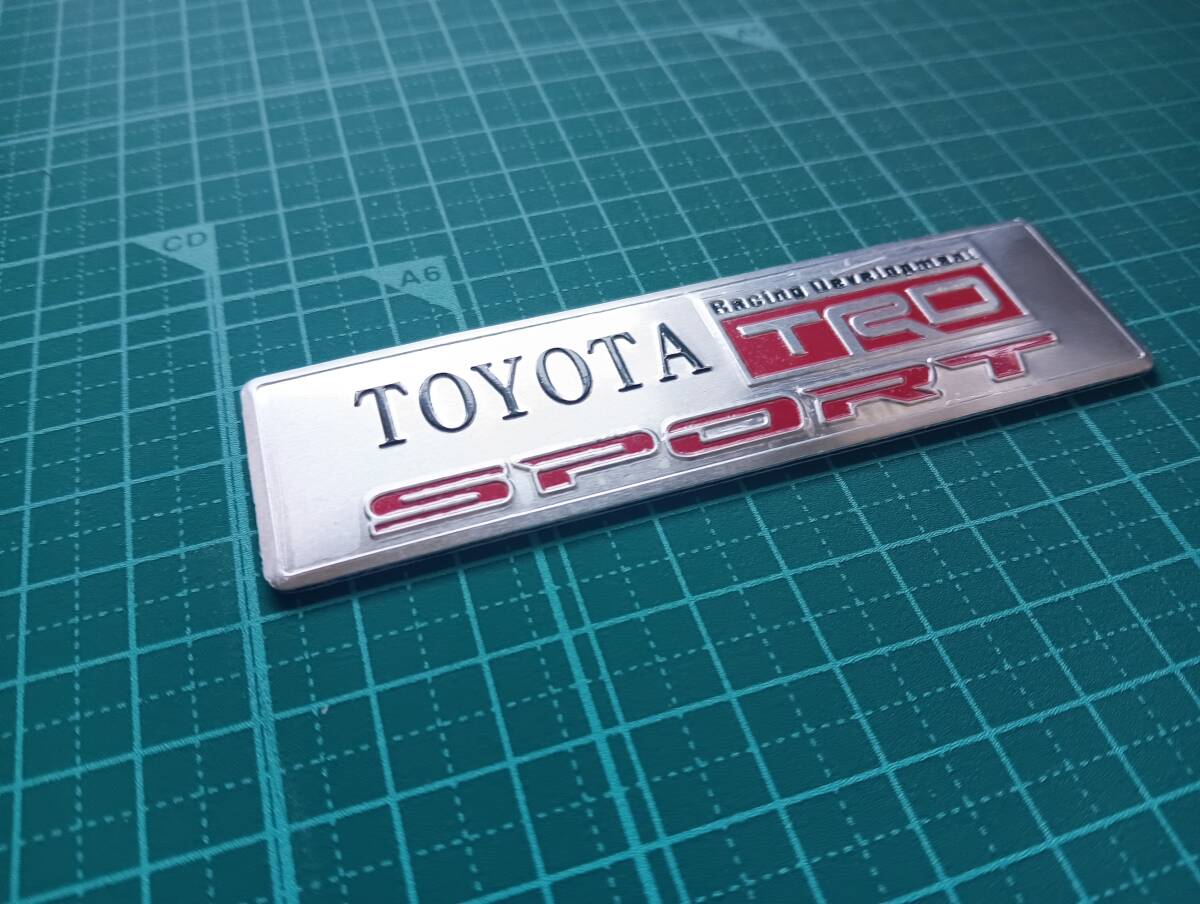 CD
A6
Racing Development
TOYOTA TRD
SPORT